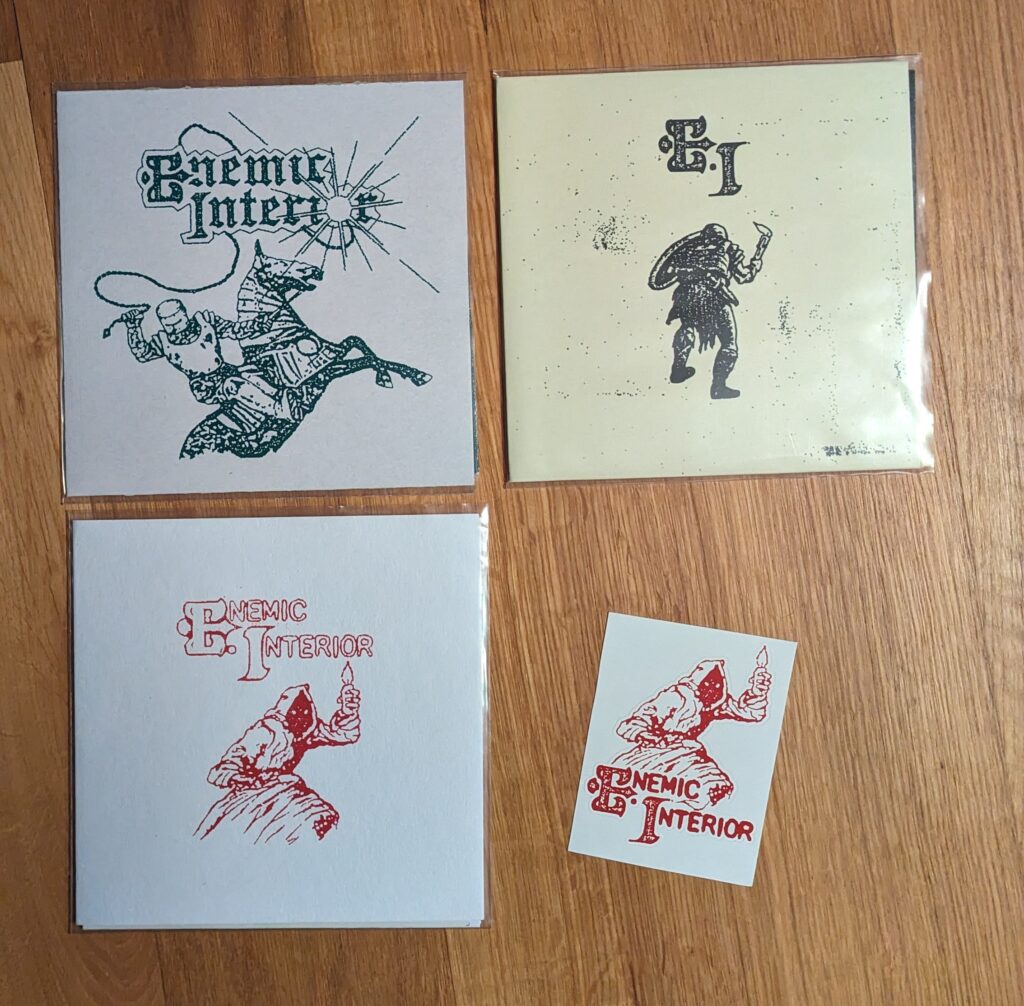 Enemic
Interior
E.I
ENEMIC
INTERIOR
ENEMIC
INTERIOR